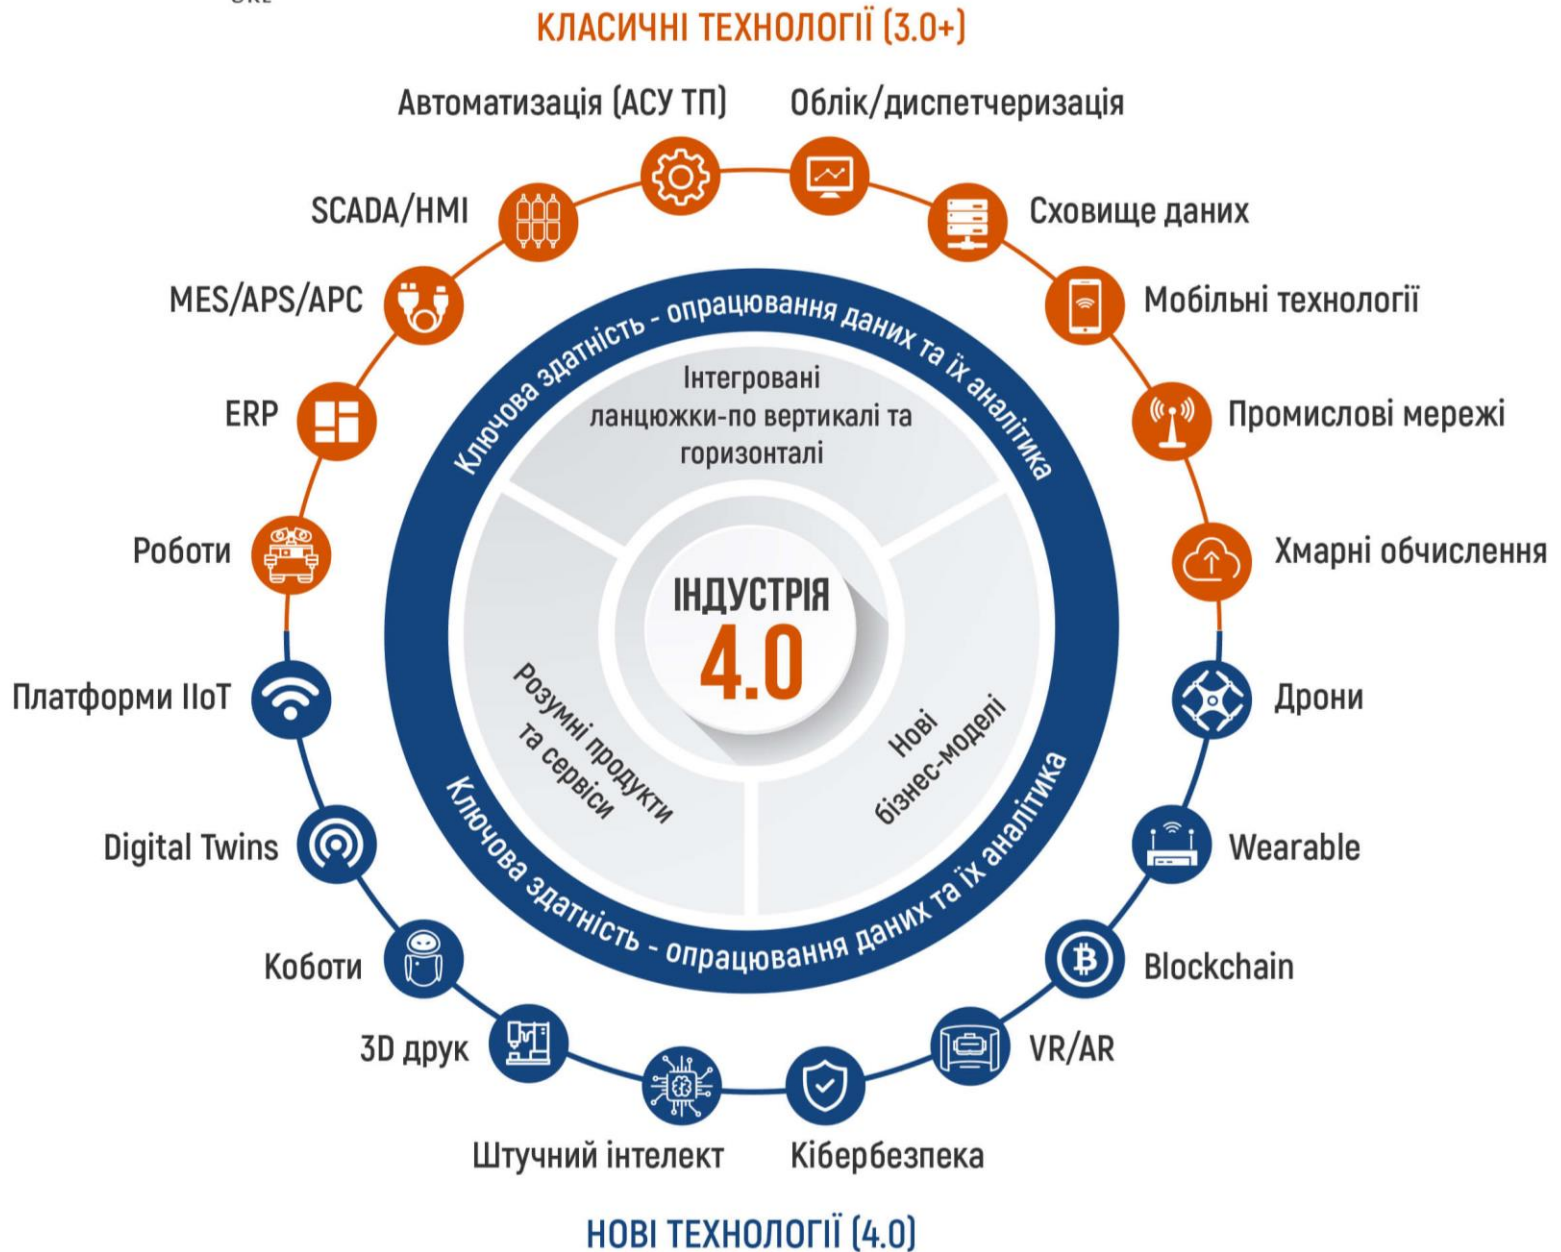 КЛАСИЧНІ ТЕХНОЛОГІЇ (3.0+)
Автоматизація (АСУ ТП)
Облік/диспетчеризація
SCADA/HMI
Сховище даних
MES/APS/APC
Мобільні технології
ERP
Промислові мережі
Роботи
Хмарні обчислення
Ключова здатність - опрацювання даних та їх аналітика
Інтегровані
ланцюжки-по вертикалі та
горизонталі
ІНДУСТРІЯ
4.0
Розумні продукти
та сервіси
Нові
бізнес-моделі
Ключова здатність - опрацювання даних та їх аналітика
Платформи IIoT
Дрони
Digital Twins
Wearable
Коботи
Blockchain
3D друк
VR/AR
Штучний інтелект
Кібербезпека
НОВІ ТЕХНОЛОГІЇ (4.0)